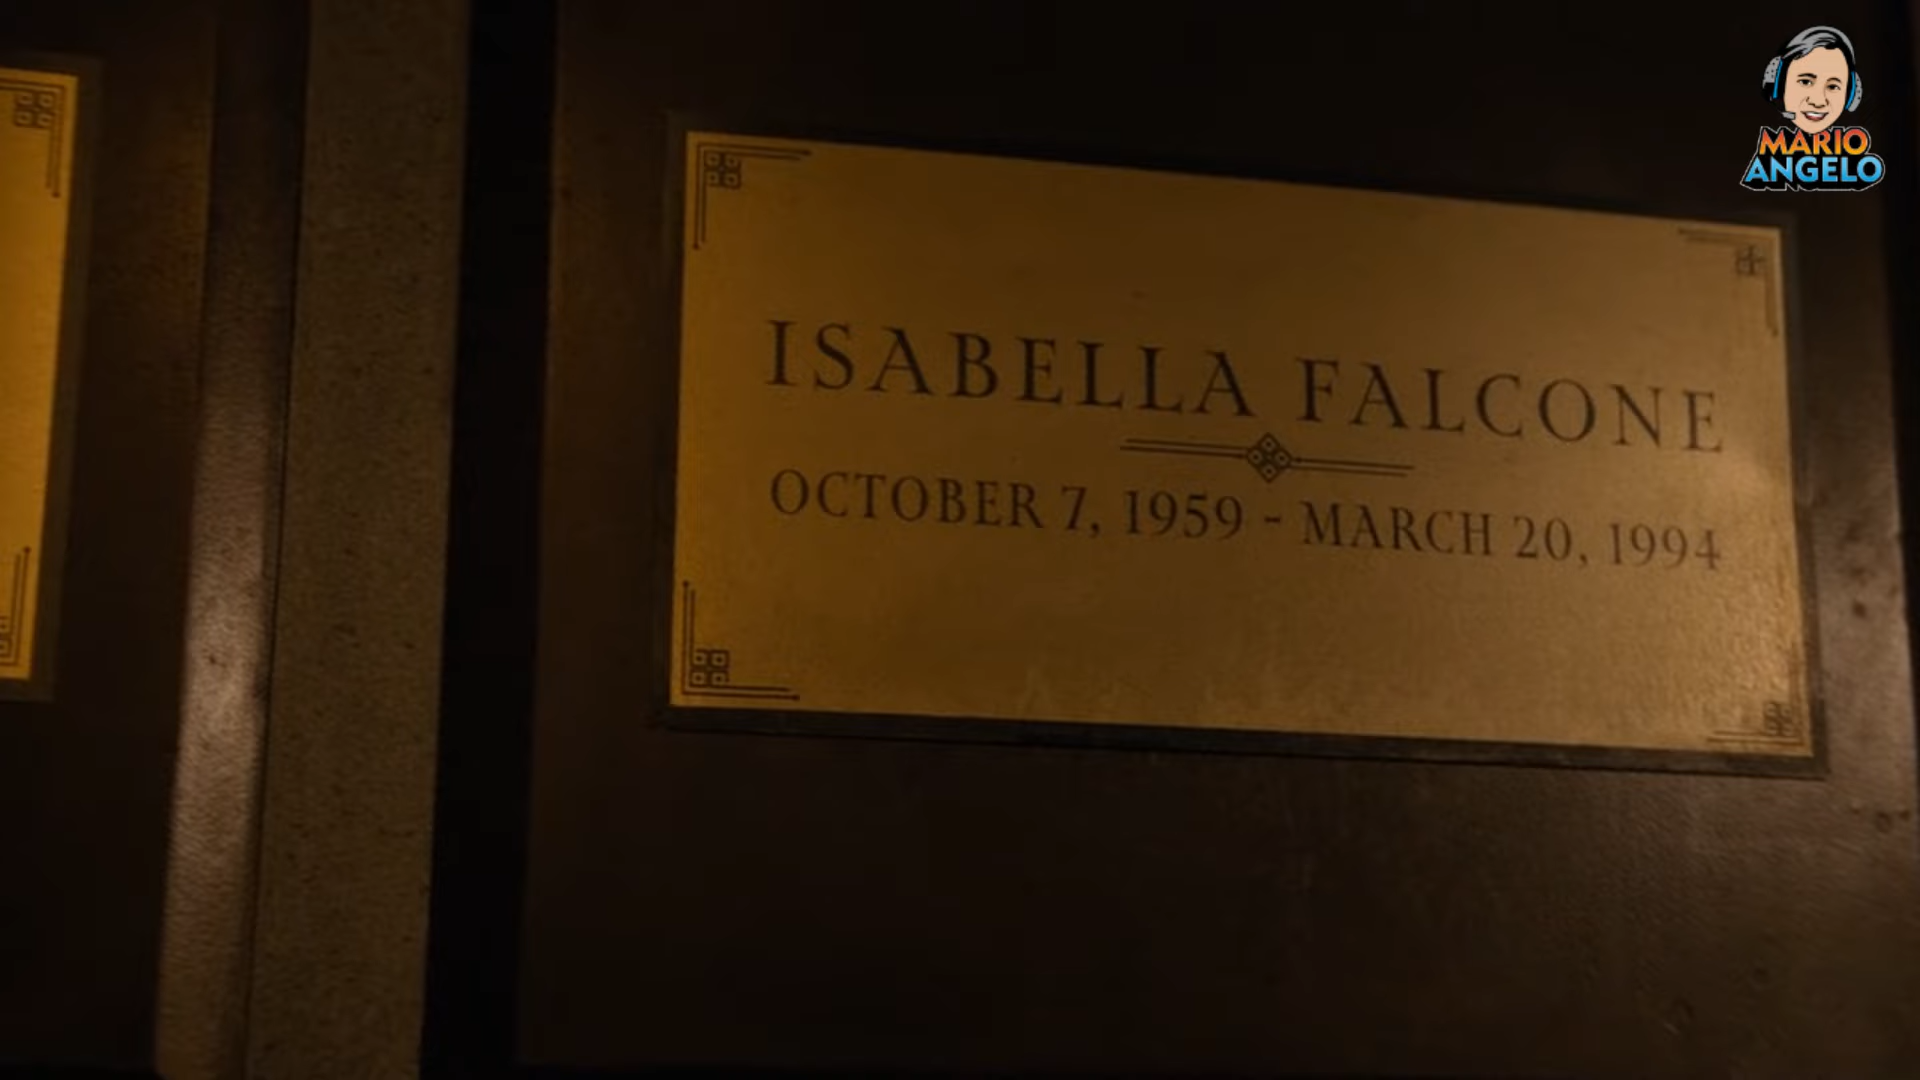 MARIO
ANGELO
ISABELLA FALCONE
OCTOBER 7, 1959 - MARCH 20, 1994